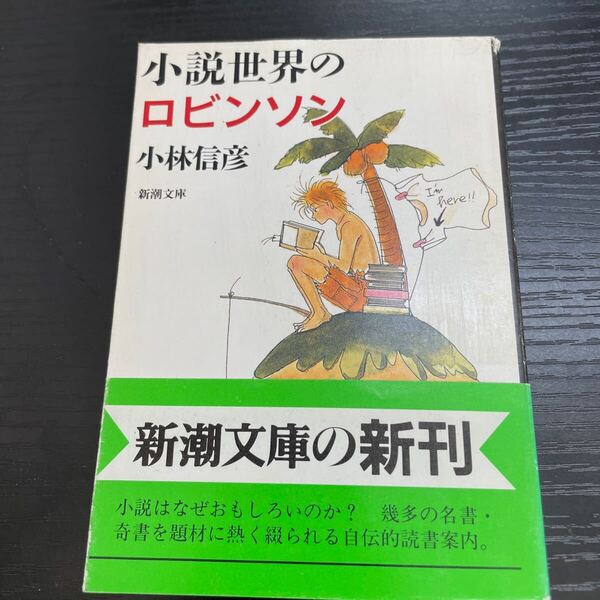 小説世界の
ロビンソン
小林信彦
新潮文庫
I'm
here!!
新潮文庫の新刊
小説はなぜおもしろいのか？　幾多の名書・
奇書を題材に熱く綴られる自伝的読書案内。